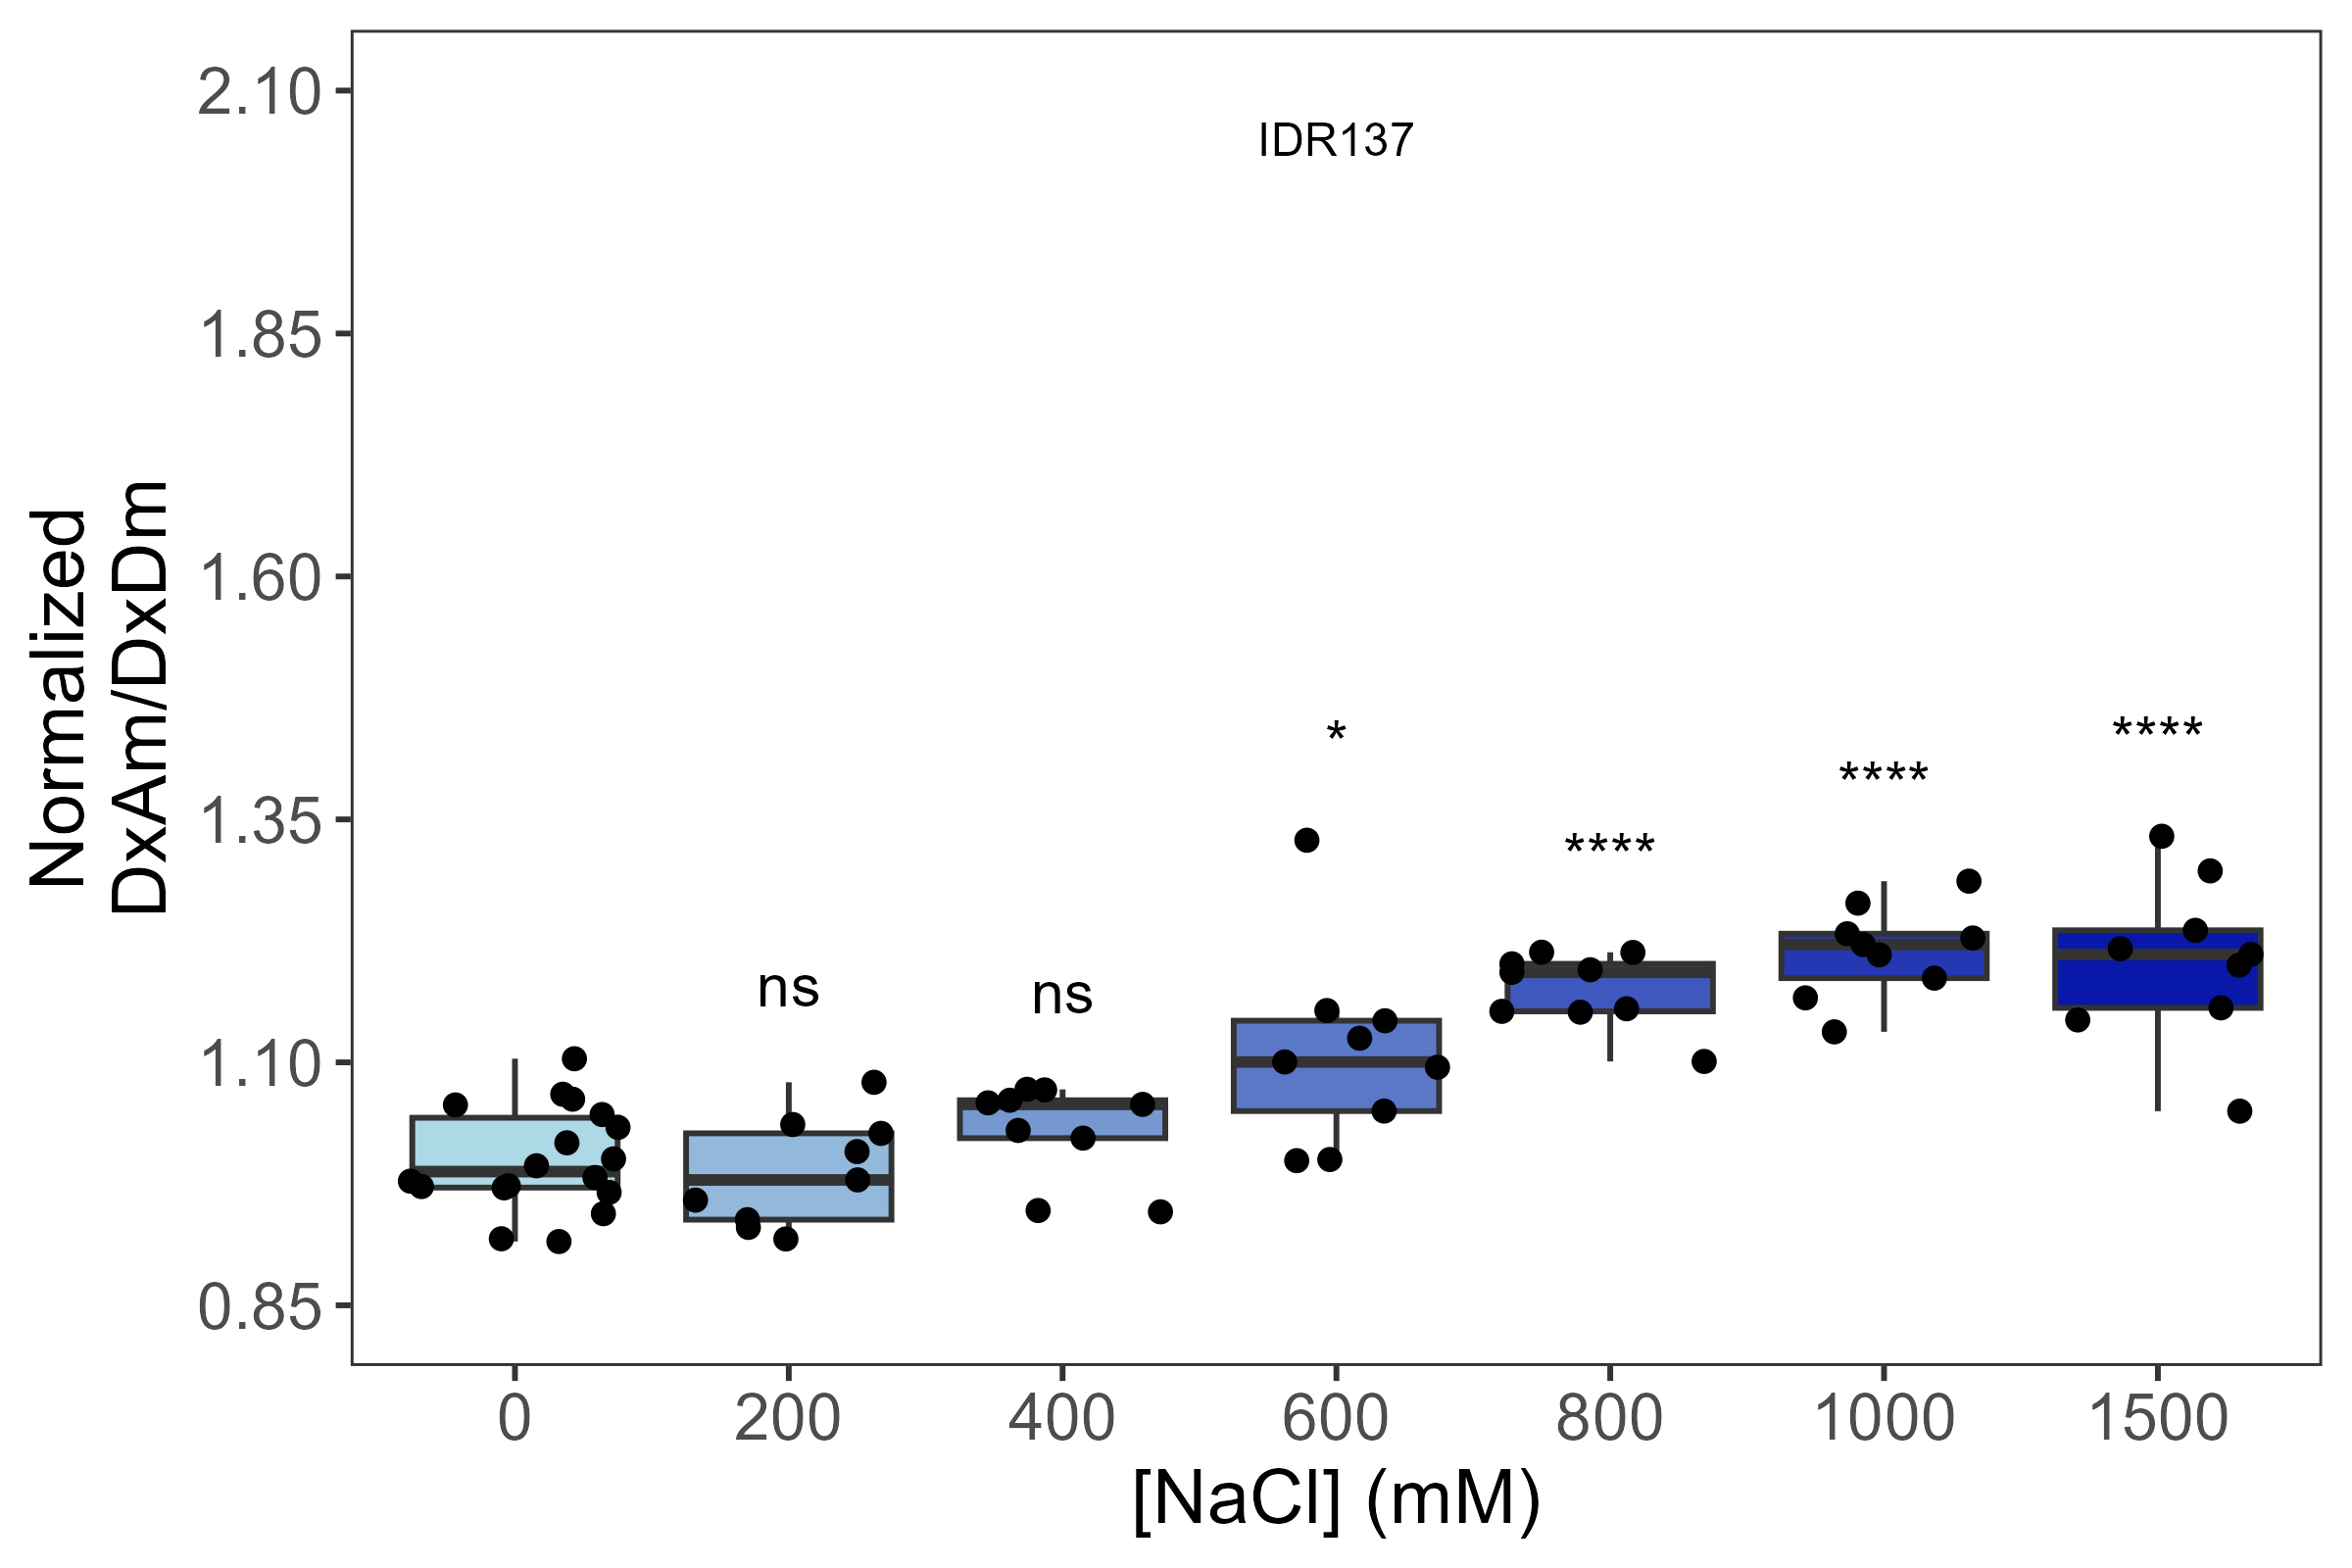 IDR137
Normalized
DxAm/DxDm
2.10
1.85
1.60
1.35
1.10
0.85
ns
ns
*
****
****
****
0
200
400
600
800
1000
1500
[NaCl] (mM)